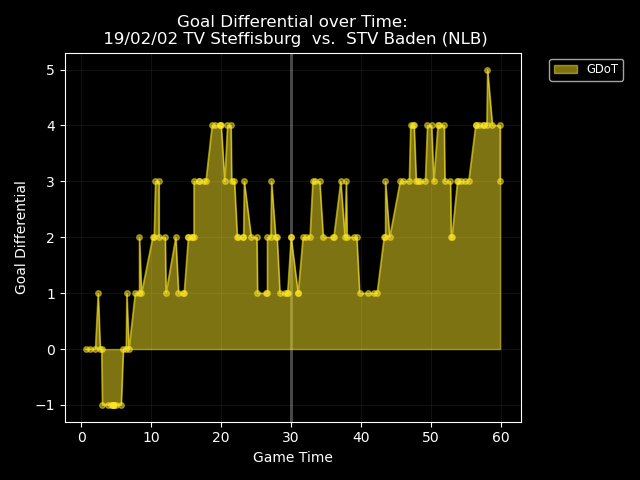 Goal Differential over Time:
19/02/02 TV Steffisburg  vs.  STV Baden (NLB)
GDoT
Goal Differential
5
4
3
2
1
0
−1
0 10 20 30 40 50 60
Game Time